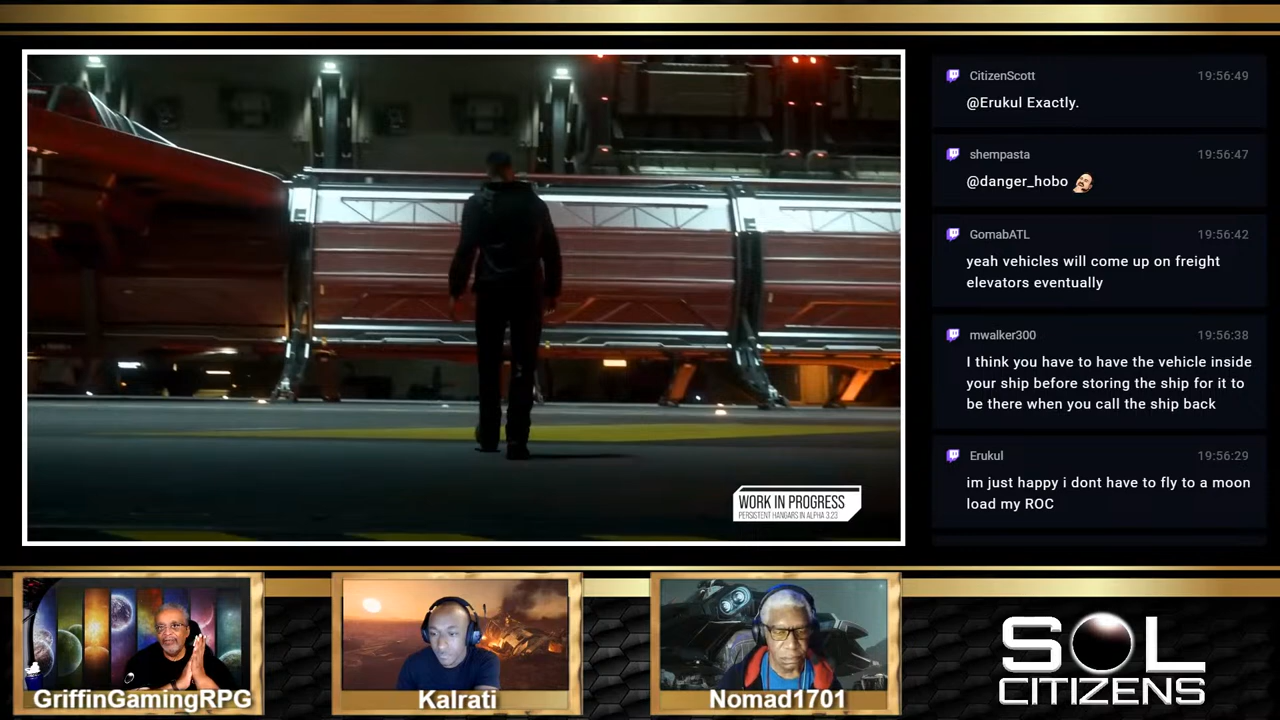 CitizenScott 19:56:49
@Erukul Exactly.
shempasta 19:56:47
@danger_hobo
GomabATL 19:56:42
yeah vehicles will come up on freight
elevators eventually
mwalker300 19:56:38
I think you have to have the vehicle inside
your ship before storing the ship for it to
be there when you call the ship back
Erukul 19:56:29
im just happy i dont have to fly to a moon
load my ROC
WORK IN PROGRESS
PERSISTENT HANGARS IN ALPHA 3.23
GriffinGamingRPG
Kalrati
Nomad1701
SOL
CITIZENS